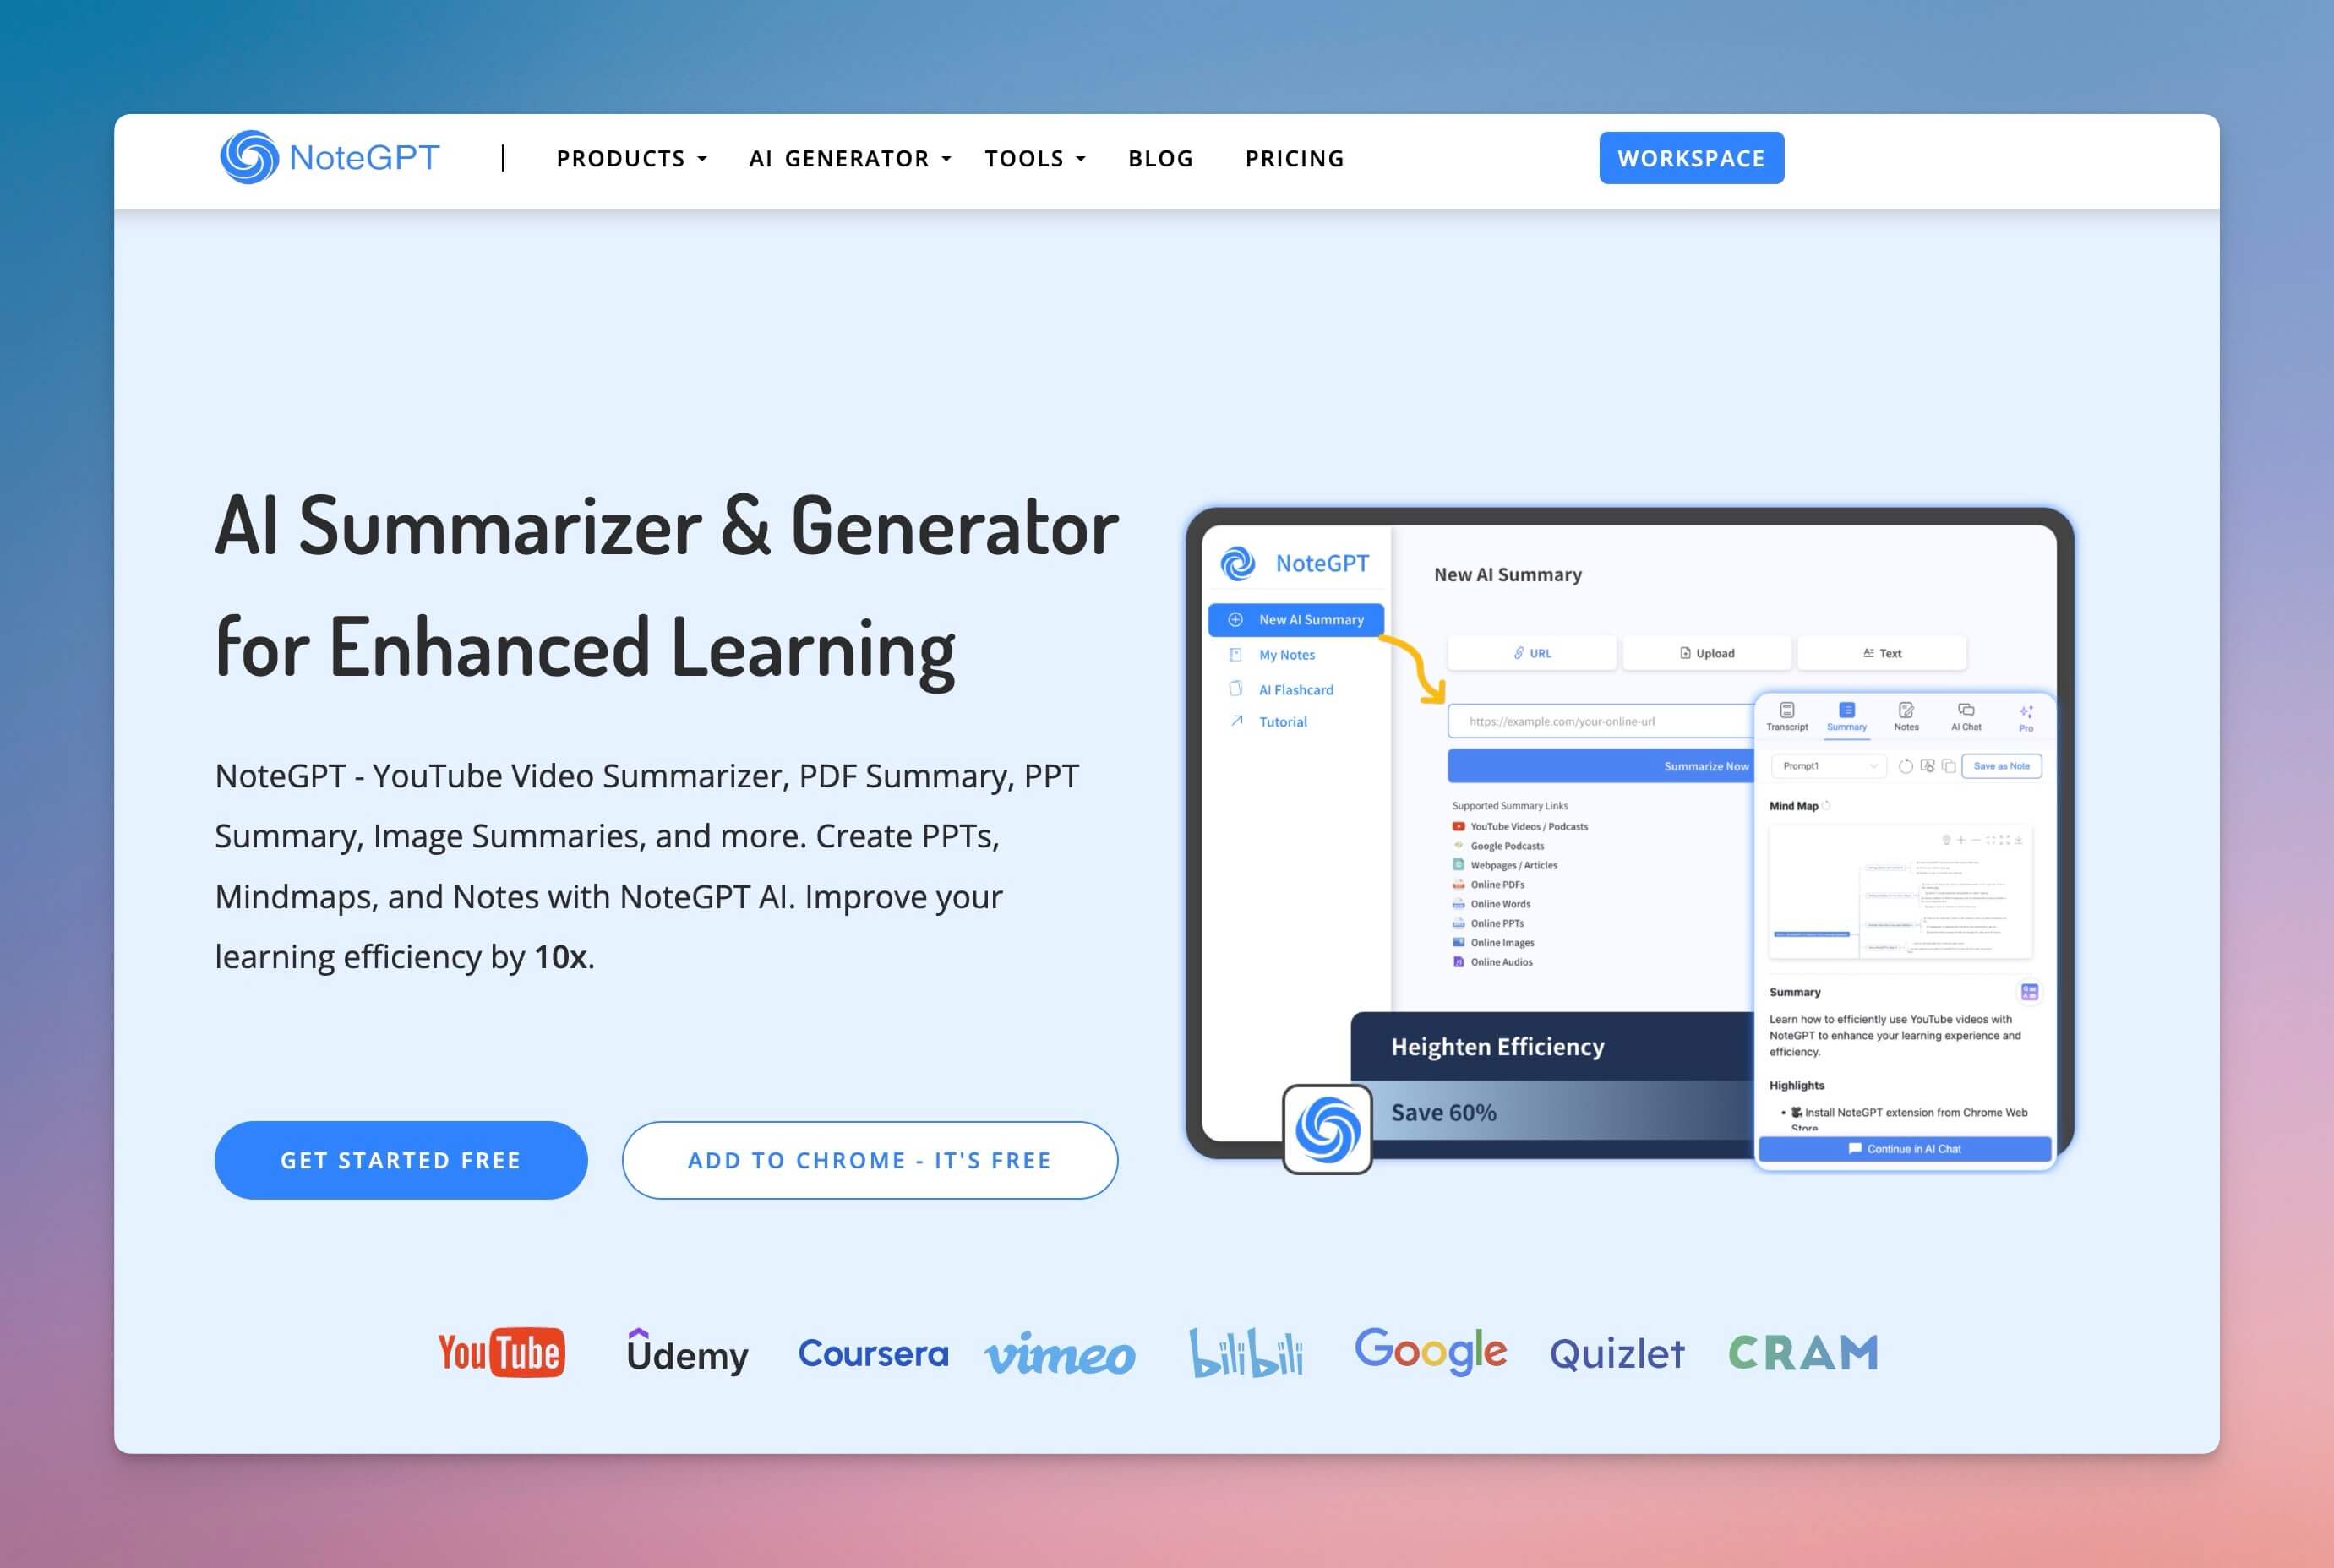 NoteGPT
PRODUCTS
AI GENERATOR
TOOLS
BLOG
PRICING
WORKSPACE
AI Summarizer & Generator
for Enhanced Learning
NoteGPT - YouTube Video Summarizer, PDF Summary, PPT
Summary, Image Summaries, and more. Create PPTs,
Mindmaps, and Notes with NoteGPT AI. Improve your
learning efficiency by 10x.
GET STARTED FREE
ADD TO CHROME - IT'S FREE
NoteGPT
New AI Summary
My Notes
AI Flashcard
Tutorial
New AI Summary
URL
Upload
Text
https://example.com/your-online-url
Summarize Now
Supported Summary Links
YouTube Videos / Podcasts
Google Podcasts
Webpages / Articles
Online PDFs
Online Words
Online PPTs
Online Images
Online Audios
Heighten Efficiency
Save 60%
Transcript
Summary
Notes
AI Chat
Pro
Prompt1
Save as Note
Mind Map
Summary
Learn how to efficiently use YouTube videos with
NoteGPT to enhance your learning experience and
efficiency.
Highlights
• Install NoteGPT extension from Chrome Web
Store
Continue in AI Chat
YouTube
Udemy
Coursera
vimeo
bilibili
Google
Quizlet
CRAM